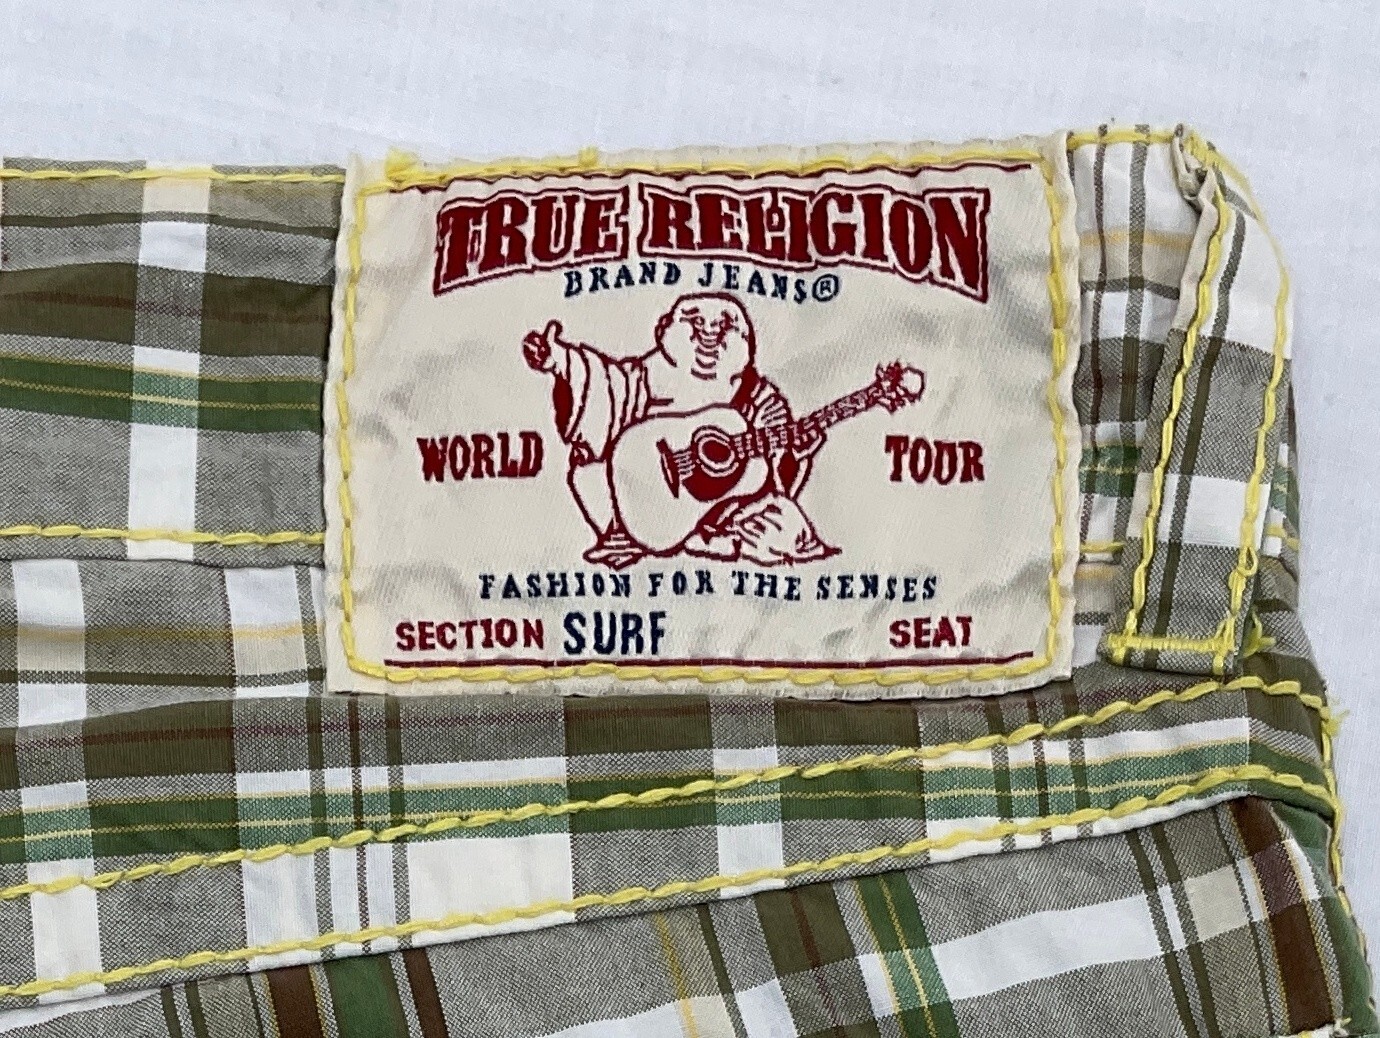 TRUE RELIGION
BRAND JEANS®
WORLD TOUR
FASHION FOR THE SENSES
SECTION SURF SEAT